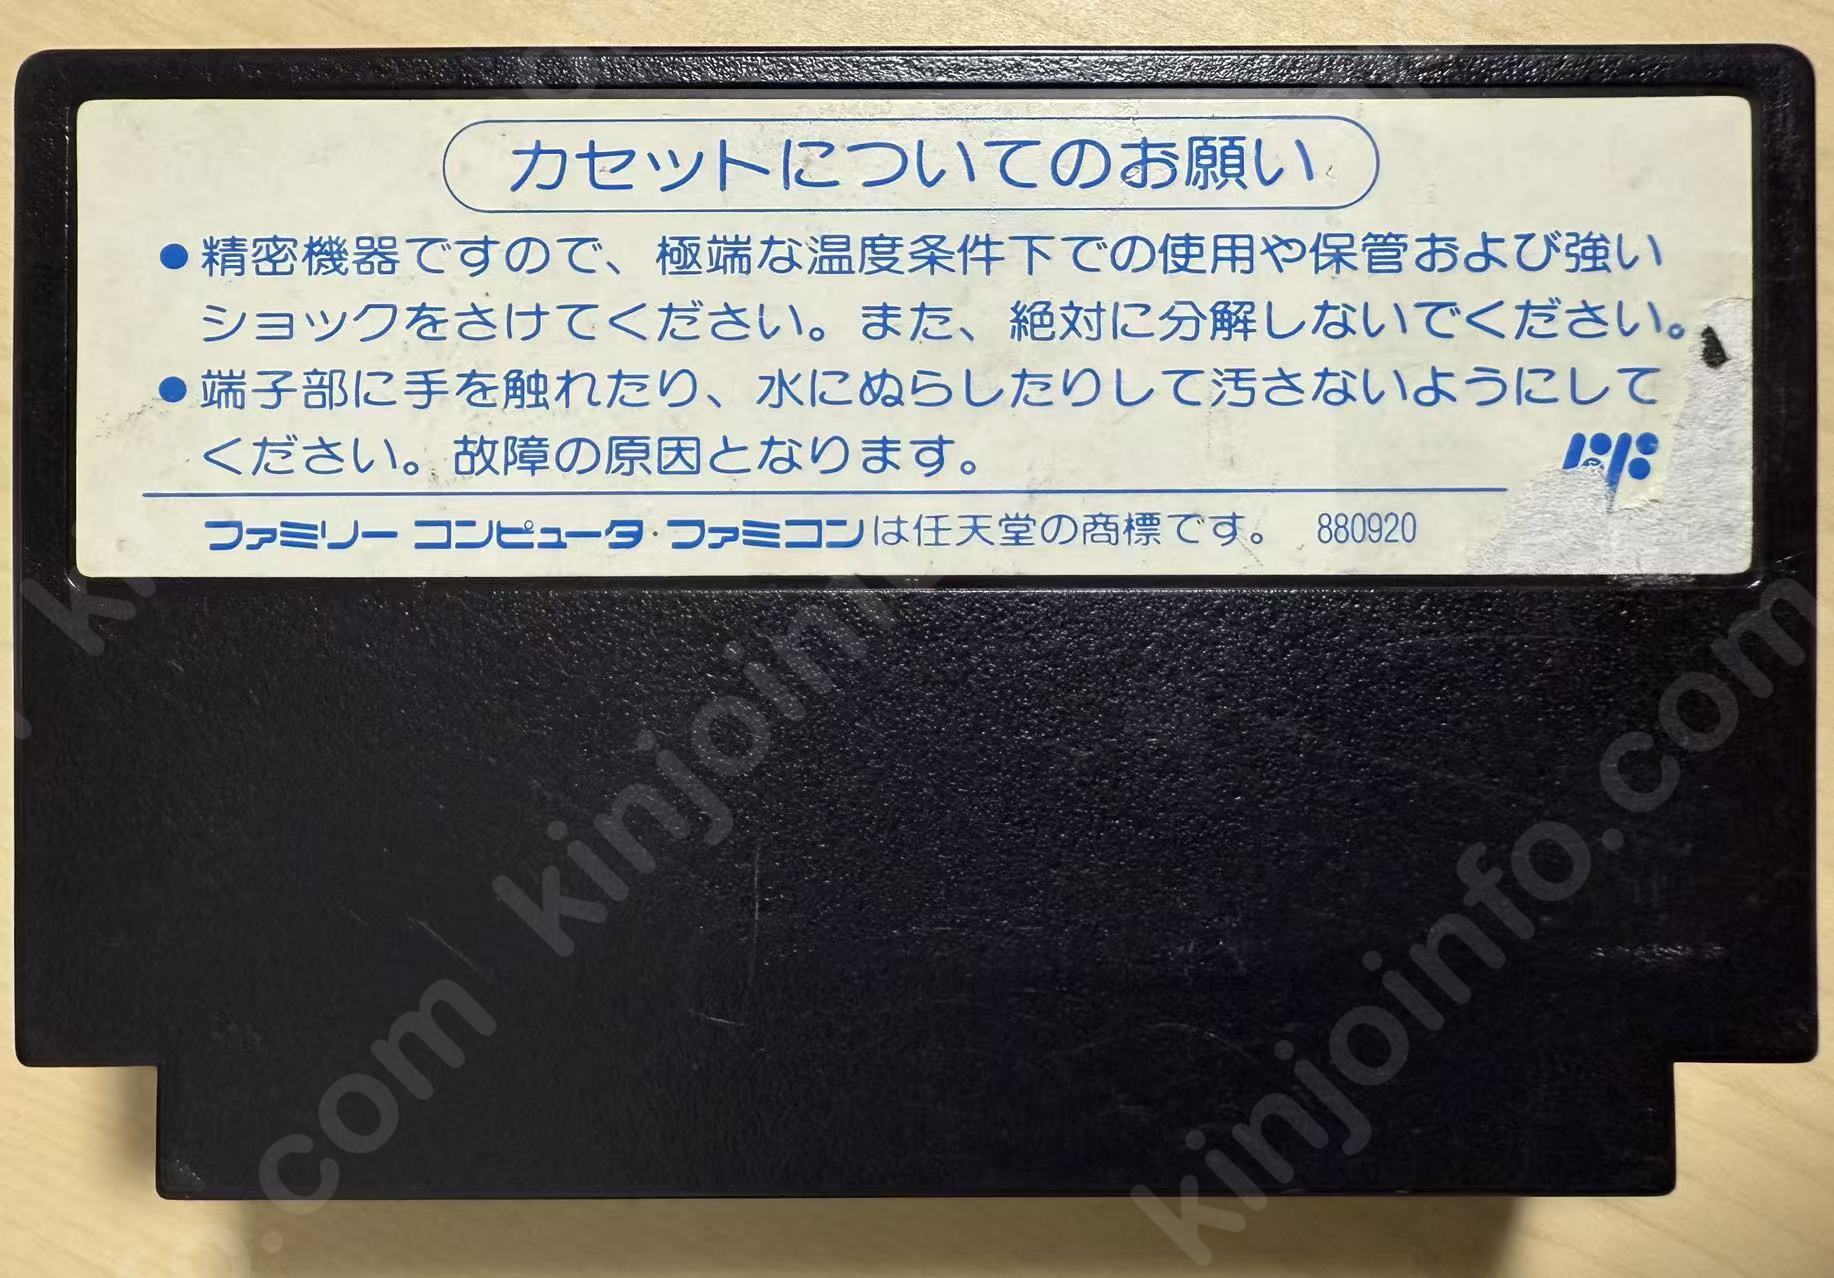 カセットについてのお願い
●精密機器ですので、極端な温度条件下での使用や保管および強い
ショックをさけてください。また、絶対に分解しないでください。
●端子部に手を触れたり、水にぬらしたりして汚さないようにして
ください。故障の原因となります。
ファミリー コンピュータ・ファミコンは任天堂の商標です。 880920
kinjoinfo.com
kinjoinfo.com